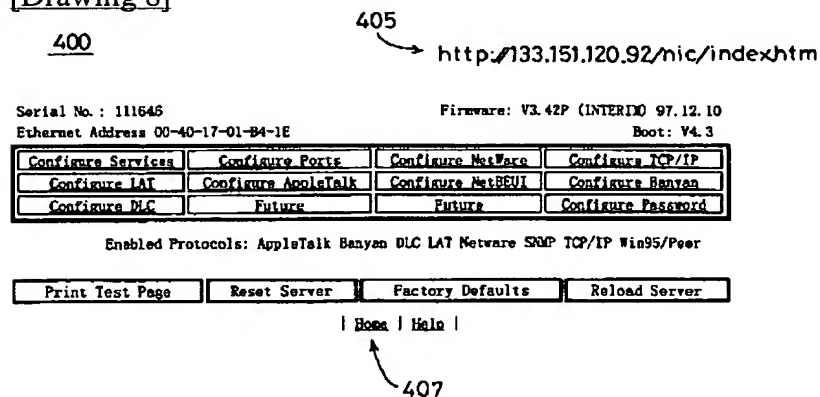 [Drawing 8]
400
405
http://133.151.120.92/nic/index.htm
Serial No.: 111646 Firmware: V3.42P (INTERIM) 97.12.10
Ethernet Address 00-40-17-01-B4-1E Boot: V4.3
Configure Services Configure Ports Configure NetWare Configure TCP/IP
Configure LAT Configure AppleTalk Configure NetBEUI Configure Banyan
Configure DLC Future Future Configure Password
Enabled Protocols: AppleTalk Banyan DLC LAT Netware SNMP TCP/IP Win95/Peer
Print Test Page Reset Server Factory Defaults Reload Server
| Home | Help |
407